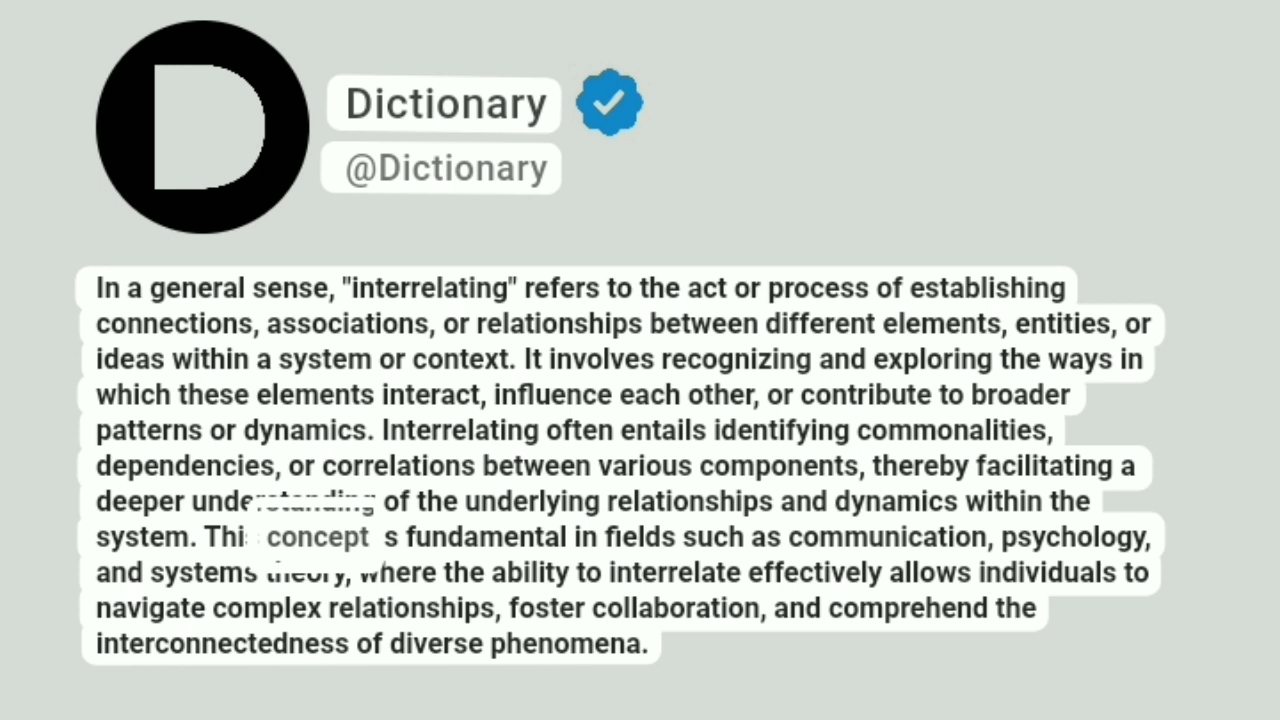 D
Dictionary
@Dictionary
In a general sense, "interrelating" refers to the act or process of establishing
connections, associations, or relationships between different elements, entities, or
ideas within a system or context. It involves recognizing and exploring the ways in
which these elements interact, influence each other, or contribute to broader
patterns or dynamics. Interrelating often entails identifying commonalities,
dependencies, or correlations between various components, thereby facilitating a
deeper understanding of the underlying relationships and dynamics within the
system. Thi concept s fundamental in fields such as communication, psychology,
and systems theory, where the ability to interrelate effectively allows individuals to
navigate complex relationships, foster collaboration, and comprehend the
interconnectedness of diverse phenomena.